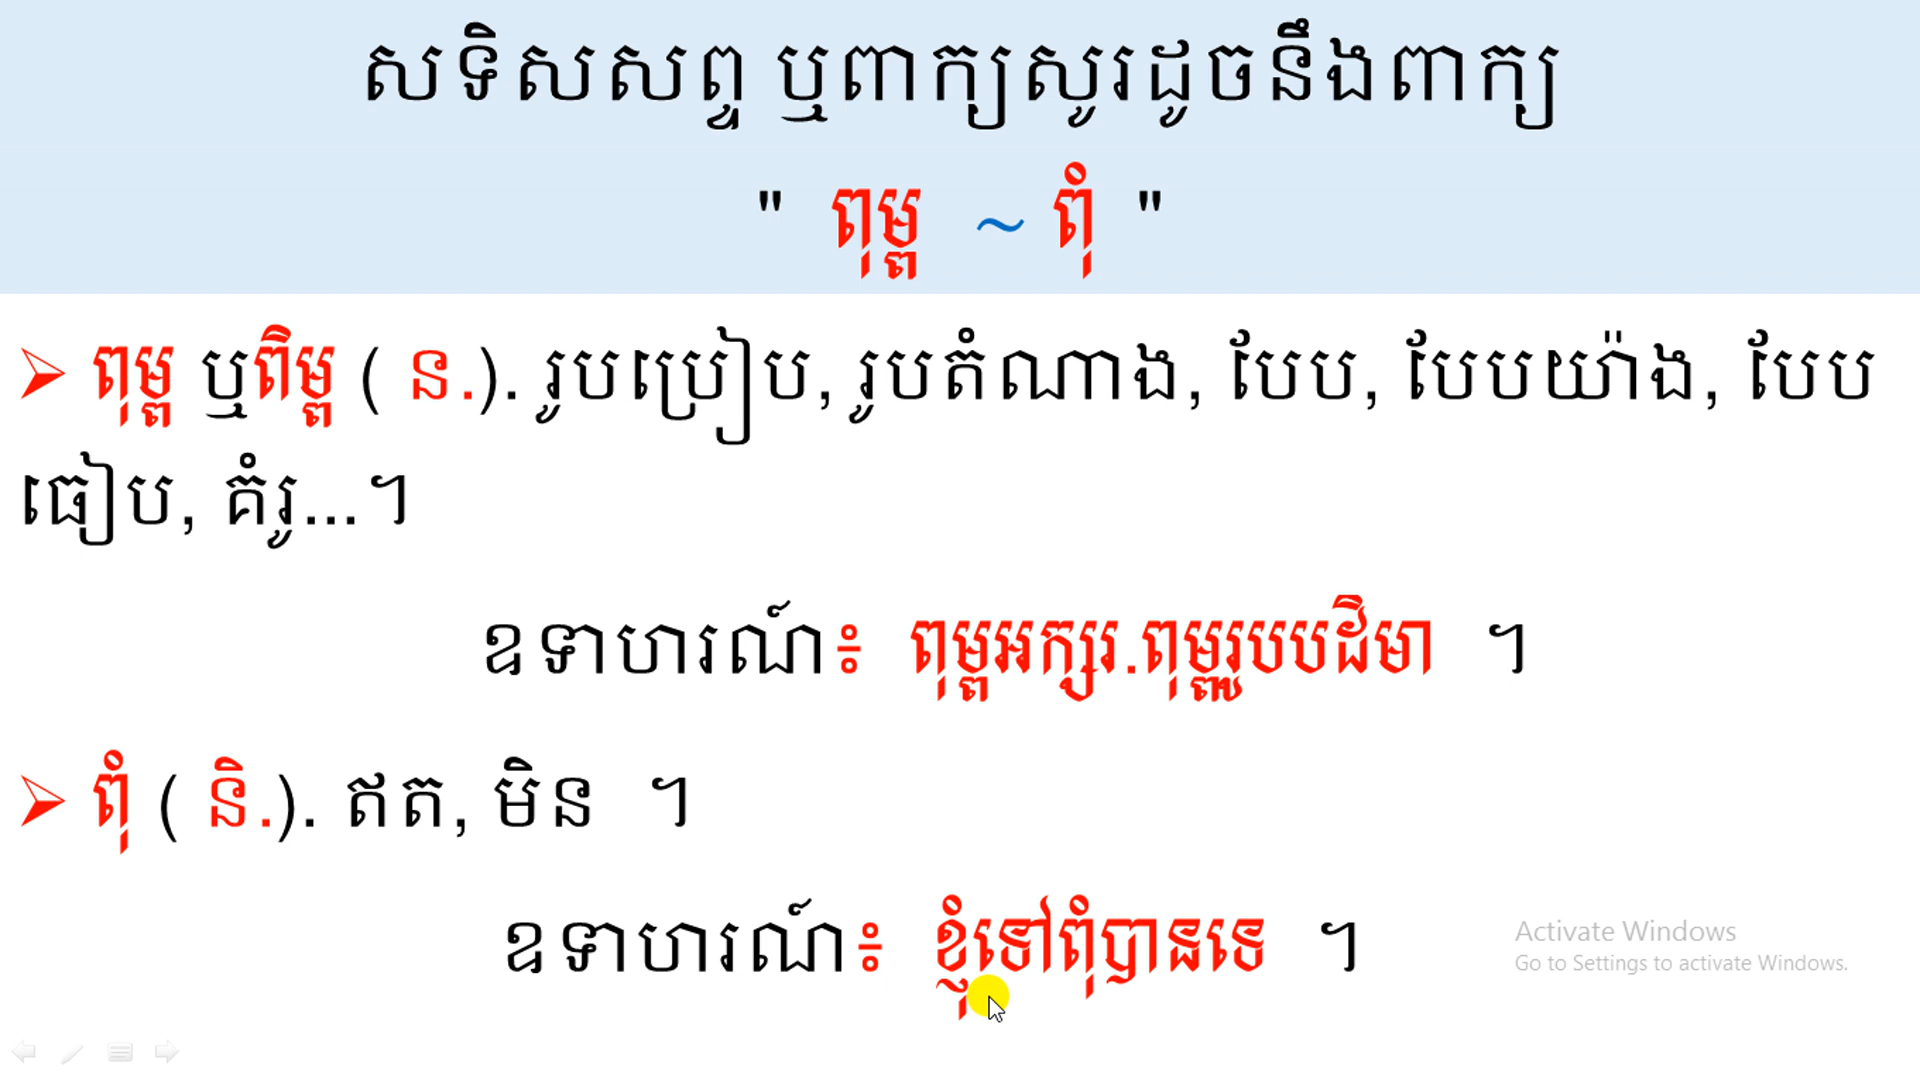 សទិសសព្ទ ឬពាក្យសូរដូចនឹងពាក្យ
" ពុម្ព ~ ពុំ "
ពុម្ព ឬពិម្ព ( ន.). រូបប្រៀប, រូបតំណាង, បែប, បែបយ៉ាង, បែប
ធៀប, គំរូ...។
ឧទាហរណ៍៖ ពុម្ពអក្សរ.ពុម្ពរូបបដិមា ។
ពុំ ( និ.). ឥត, មិន ។
ឧទាហរណ៍៖ ខ្ញុំទៅពុំបានទេ ។
Activate Windows
Go to Settings to activate Windows.